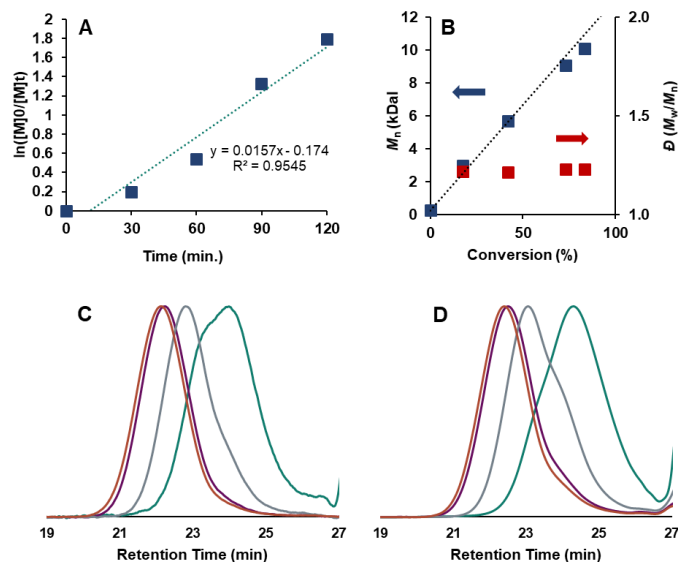 A
ln([M]0/[M]t)
2
1.8
1.6
1.4
1.2
1
0.8
0.6
0.4
0.2
0
y = 0.0157x - 0.174
R² = 0.9545
0 30 60 90 120
Time (min.)
B
Mn (kDal)
12
10
8
6
4
2
0
2.0
1.5
1.0
Đ (Mw/Mn)
0 50 100
Conversion (%)
C
19 21 23 25 27
Retention Time (min)
D
19 21 23 25 27
Retention Time (min)